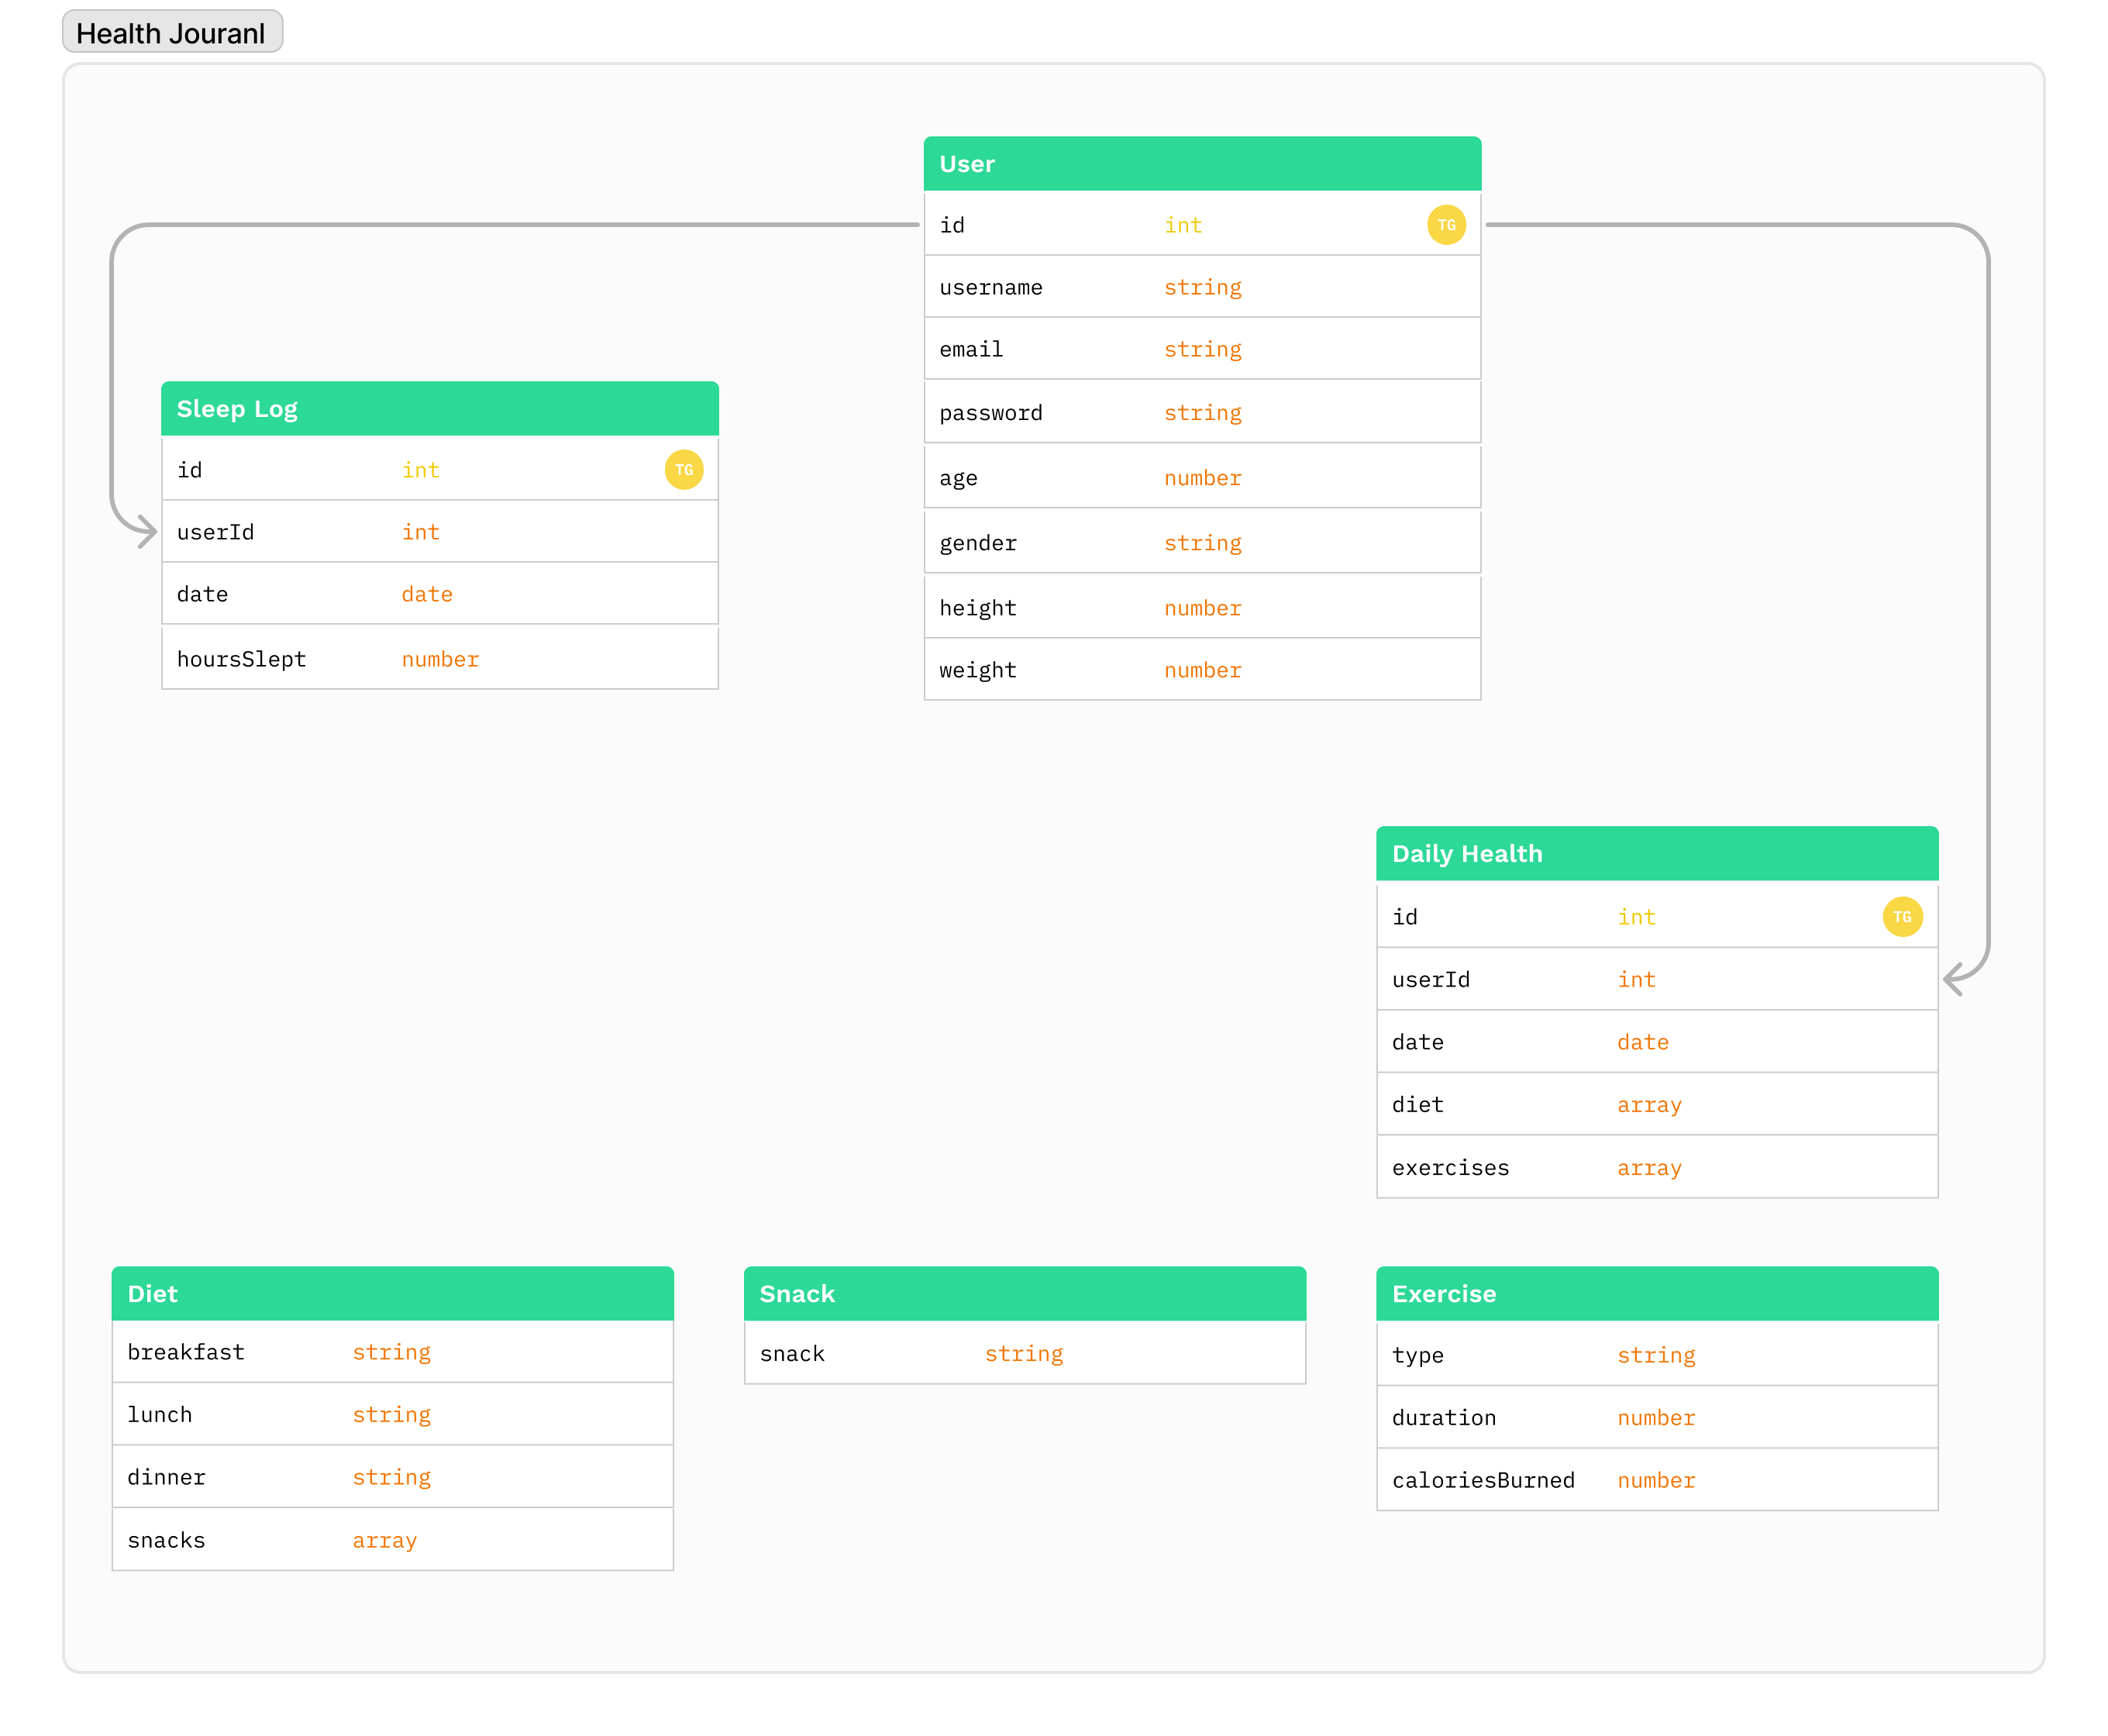 Health Jouranl
User
id int TG
username string
email string
password string
age number
gender string
height number
weight number
Sleep Log
id int TG
userId int
date date
hoursSlept number
Daily Health
id int TG
userId int
date date
diet array
exercises array
Diet
breakfast string
lunch string
dinner string
snacks array
Snack
snack string
Exercise
type string
duration number
caloriesBurned number